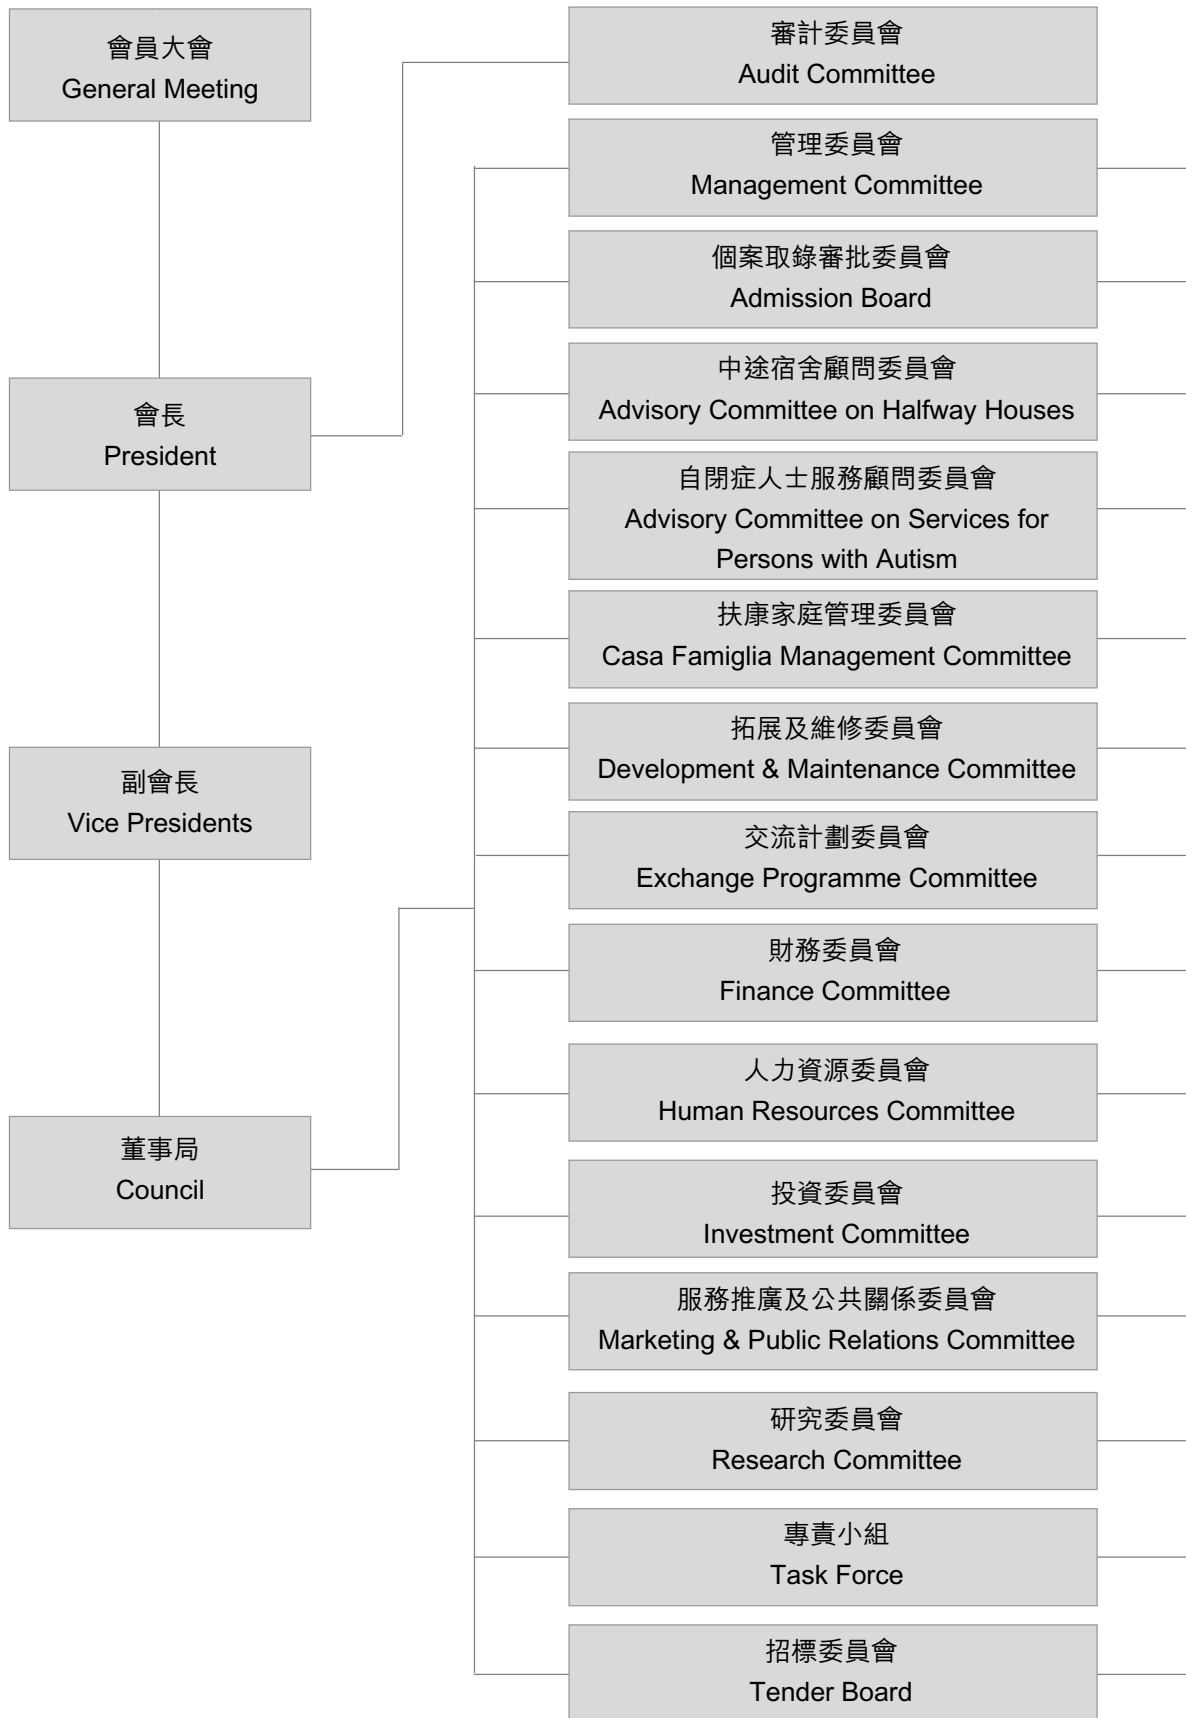 會員大會
General Meeting
會長
President
副會長
Vice Presidents
董事局
Council
審計委員會
Audit Committee
管理委員會
Management Committee
個案取錄審批委員會
Admission Board
中途宿舍顧問委員會
Advisory Committee on Halfway Houses
自閉症人士服務顧問委員會
Advisory Committee on Services for
Persons with Autism
扶康家庭管理委員會
Casa Famiglia Management Committee
拓展及維修委員會
Development & Maintenance Committee
交流計劃委員會
Exchange Programme Committee
財務委員會
Finance Committee
人力資源委員會
Human Resources Committee
投資委員會
Investment Committee
服務推廣及公共關係委員會
Marketing & Public Relations Committee
研究委員會
Research Committee
專責小組
Task Force
招標委員會
Tender Board